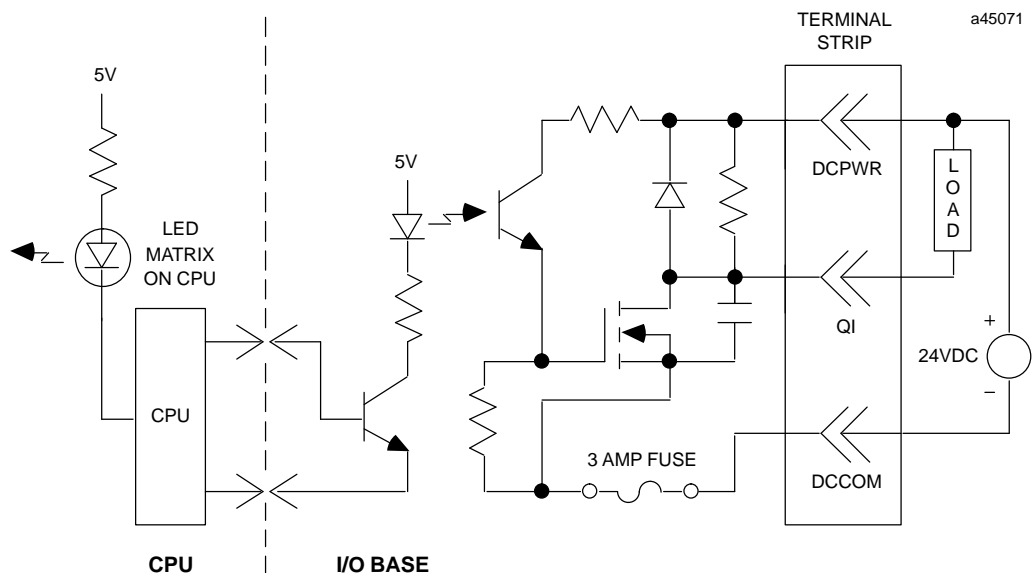 TERMINAL
STRIP
a45071
5V
5V
DCPWR
L
O
A
D
LED
MATRIX
ON CPU
QI
+
24VDC
−
CPU
3 AMP FUSE
DCCOM
CPU
I/O BASE